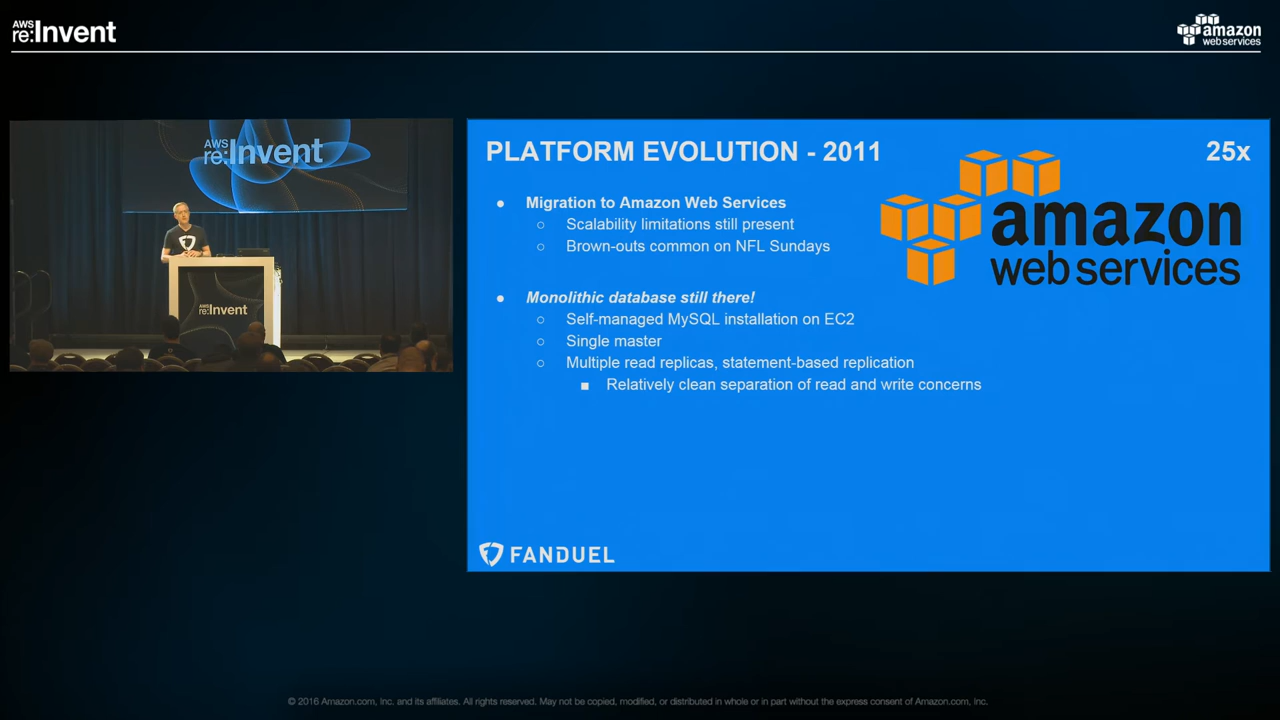 AWS
re:Invent
amazon
web services
AWS
re:Invent
AWS
re:Invent
PLATFORM EVOLUTION - 2011
25x
● Migration to Amazon Web Services
○ Scalability limitations still present
○ Brown-outs common on NFL Sundays
● Monolithic database still there!
○ Self-managed MySQL installation on EC2
○ Single master
○ Multiple read replicas, statement-based replication
■ Relatively clean separation of read and write concerns
amazon
web services
FANDUEL
© 2016 Amazon.com, Inc. and its affiliates. All rights reserved. May not be copied, modified, or distributed in whole or in part without the express consent of Amazon.com, Inc.